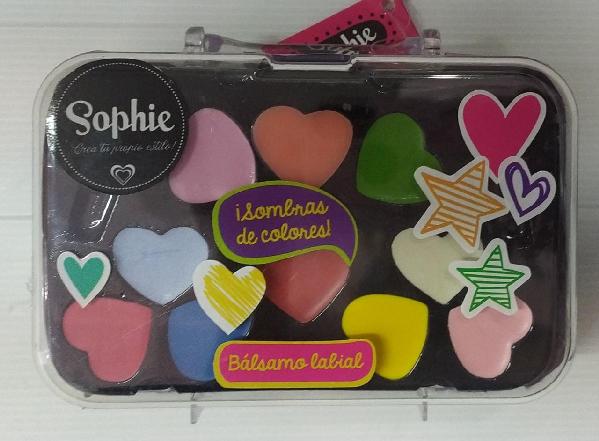 Sophie
Crea tu propio estilo!
¡Sombras
de colores!
Bálsamo labial